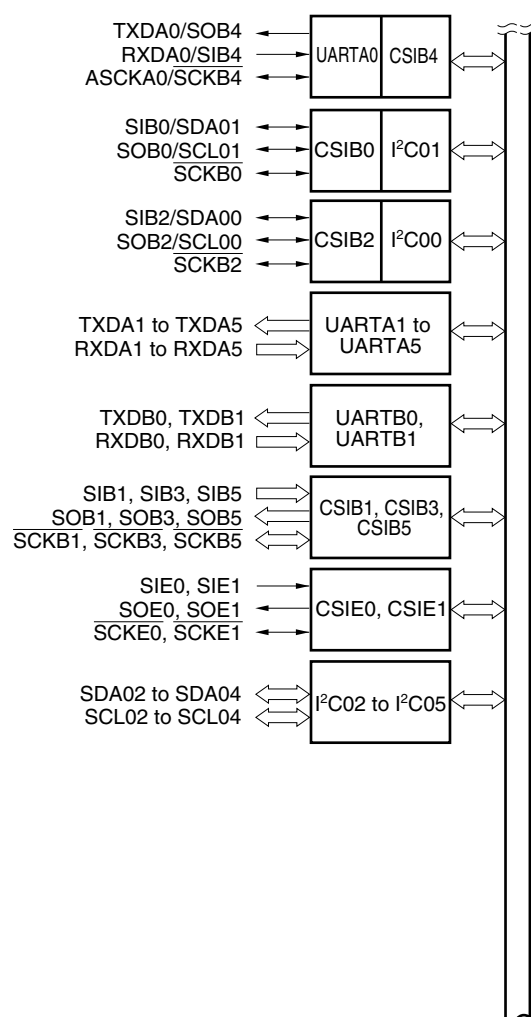 TXDA0/SOB4
RXDA0/SIB4
ASCKA0/SCKB4
UARTA0
CSIB4
SIB0/SDA01
SOB0/SCL01
SCKB0
CSIB0
I²C01
SIB2/SDA00
SOB2/SCL00
SCKB2
CSIB2
I²C00
TXDA1 to TXDA5
RXDA1 to RXDA5
UARTA1 to
UARTA5
TXDB0, TXDB1
RXDB0, RXDB1
UARTB0,
UARTB1
SIB1, SIB3, SIB5
SOB1, SOB3, SOB5
SCKB1, SCKB3, SCKB5
CSIB1, CSIB3,
CSIB5
SIE0, SIE1
SOE0, SOE1
SCKE0, SCKE1
CSIE0, CSIE1
SDA02 to SDA04
SCL02 to SCL04
I²C02 to I²C05